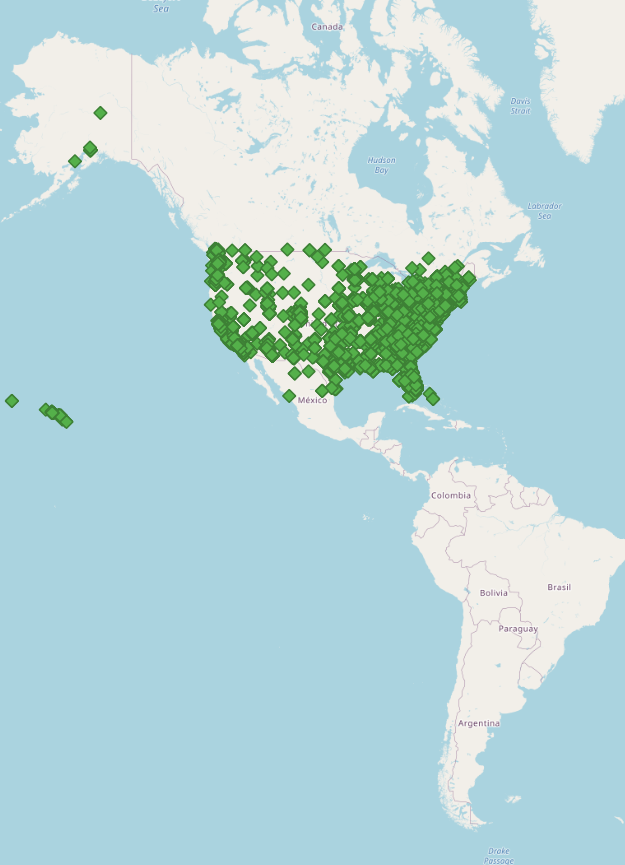 Sea
Canada
Davis
Strait
Hudson
Bay
Labrador
Sea
México
Colombia
Brasil
Bolivia
Paraguay
Argentina
Drake
Passage